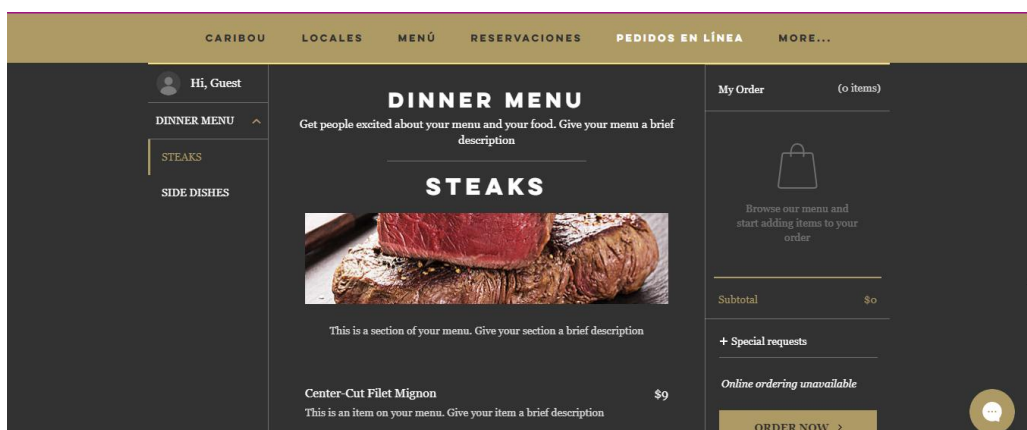 CARIBOU LOCALES MENÚ RESERVACIONES PEDIDOS EN LÍNEA MORE...
Hi, Guest
DINNER MENU
STEAKS
SIDE DISHES
DINNER MENU
Get people excited about your menu and your food. Give your menu a brief
description
STEAKS
This is a section of your menu. Give your section a brief description
Center-Cut Filet Mignon $9
This is an item on your menu. Give your item a brief description
My Order (0 items)
Browse our menu and
start adding items to your
order
Subtotal $0
+ Special requests
Online ordering unavailable
ORDER NOW >